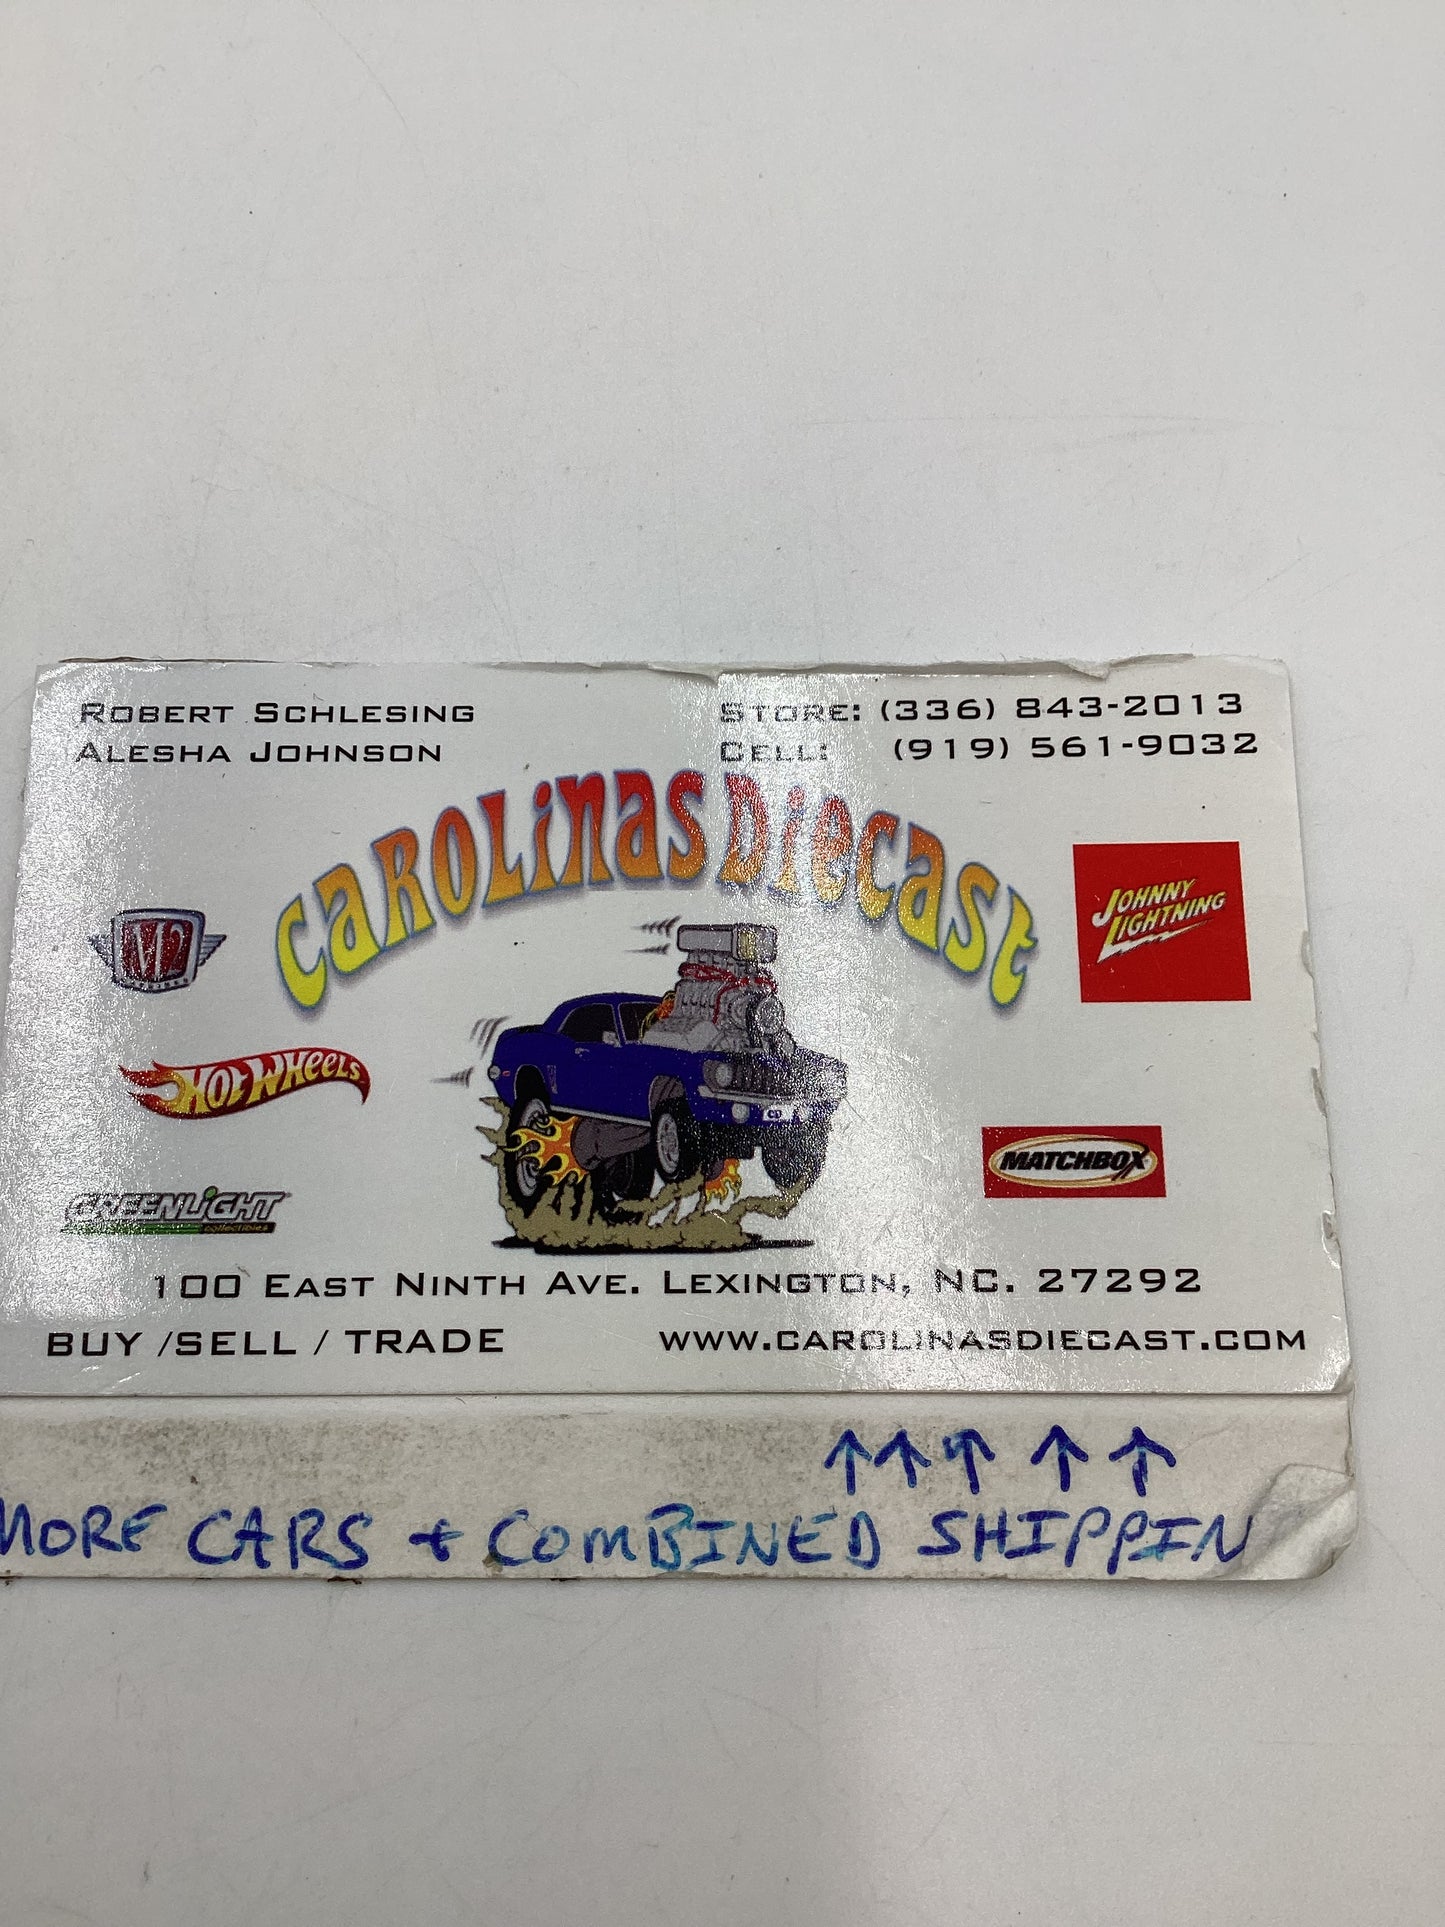 ROBERT SCHLESING
ALESHA JOHNSON
STORE: (336) 843-2013
CELL: (919) 561-9032
CAROLINAS DIECAST
M2
JOHNNY
LIGHTNING
HOT WHEELS
MATCHBOX
GREENLIGHT
collectibles
CD
100 EAST NINTH AVE. LEXINGTON, NC. 27292
BUY /SELL / TRADE
WWW.CAROLINASDIECAST.COM
MORE CARS + COMBINED SHIPPIN